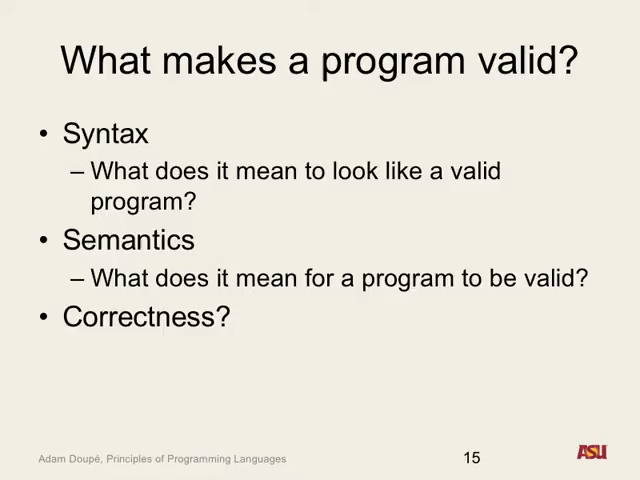 What makes a program valid?
• Syntax
– What does it mean to look like a valid
program?
• Semantics
– What does it mean for a program to be valid?
• Correctness?
Adam Doupé, Principles of Programming Languages
15
ASU